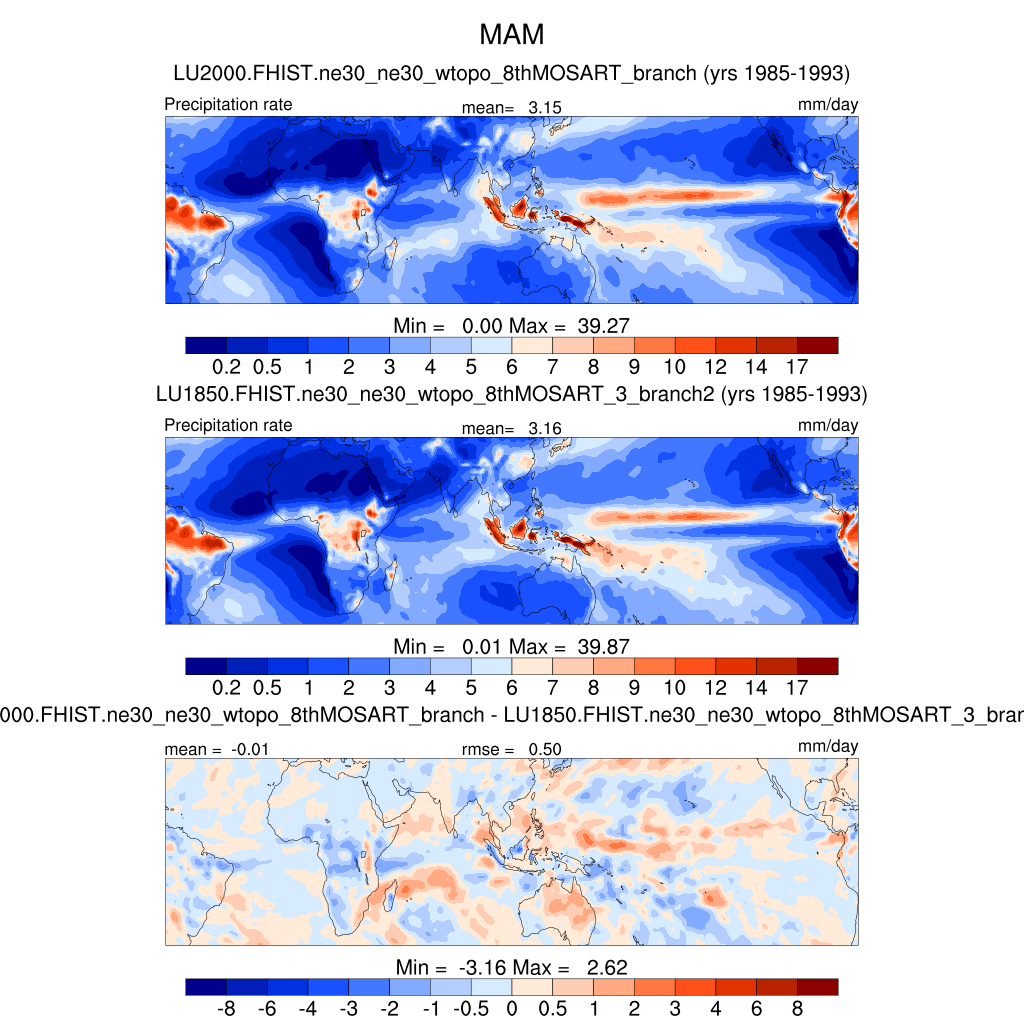 MAM
LU2000.FHIST.ne30_ne30_wtopo_8thMOSART_branch (yrs 1985-1993)
Precipitation rate mean= 3.15 mm/day
Min = 0.00 Max = 39.27
0.2 0.5 1 2 3 4 5 6 7 8 9 10 12 14 17
LU1850.FHIST.ne30_ne30_wtopo_8thMOSART_3_branch2 (yrs 1985-1993)
Precipitation rate mean= 3.16 mm/day
Min = 0.01 Max = 39.87
0.2 0.5 1 2 3 4 5 6 7 8 9 10 12 14 17
000.FHIST.ne30_ne30_wtopo_8thMOSART_branch - LU1850.FHIST.ne30_ne30_wtopo_8thMOSART_3_bran
mean = -0.01 rmse = 0.50 mm/day
Min = -3.16 Max = 2.62
-8 -6 -4 -3 -2 -1 -0.5 0 0.5 1 2 3 4 6 8